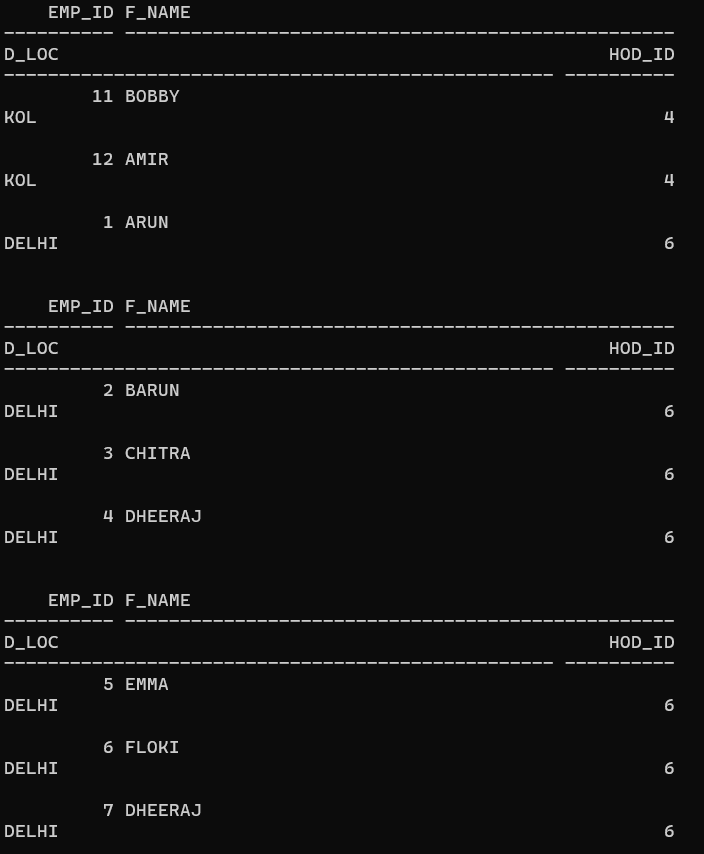 EMP_ID F_NAME
---------- --------------------------------------------------
D_LOC HOD_ID
-------------------------------------------------- ----------
11 BOBBY
KOL 4
12 AMIR
KOL 4
1 ARUN
DELHI 6
EMP_ID F_NAME
---------- --------------------------------------------------
D_LOC HOD_ID
-------------------------------------------------- ----------
2 BARUN
DELHI 6
3 CHITRA
DELHI 6
4 DHEERAJ
DELHI 6
EMP_ID F_NAME
---------- --------------------------------------------------
D_LOC HOD_ID
-------------------------------------------------- ----------
5 EMMA
DELHI 6
6 FLOKI
DELHI 6
7 DHEERAJ
DELHI 6